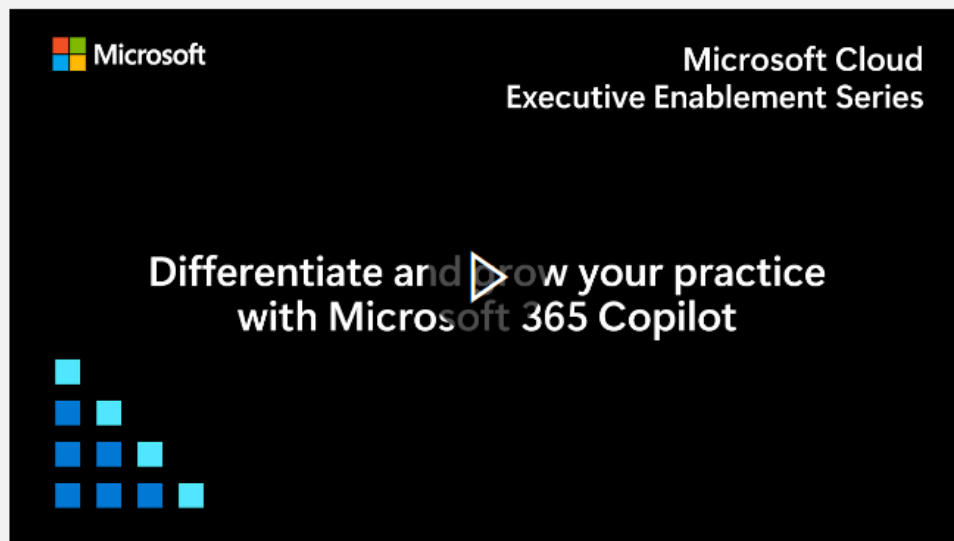 Microsoft
Microsoft Cloud
Executive Enablement Series
Differentiate and grow your practice
with Microsoft 365 Copilot